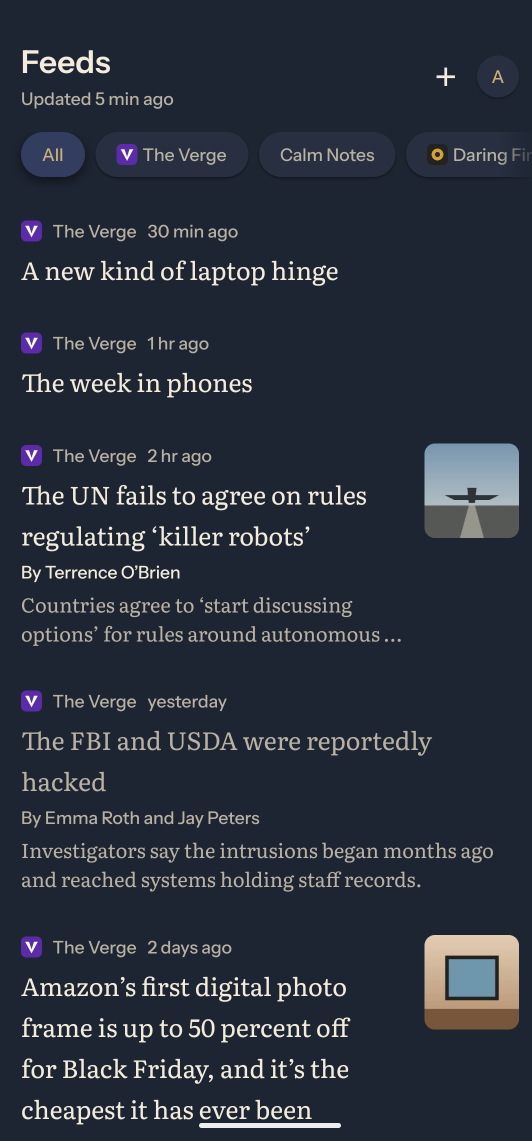 Feeds
Updated 5 min ago
A
All
The Verge
Calm Notes
Daring
The Verge 30 min ago
A new kind of laptop hinge
The Verge 1 hr ago
The week in phones
The Verge 2 hr ago
The UN fails to agree on rules
regulating ‘killer robots’
By Terrence O’Brien
Countries agree to ‘start discussing
options’ for rules around autonomous ...
The Verge yesterday
The FBI and USDA were reportedly
hacked
By Emma Roth and Jay Peters
Investigators say the intrusions began months ago
and reached systems holding staff records.
The Verge 2 days ago
Amazon’s first digital photo
frame is up to 50 percent off
for Black Friday, and it’s the
cheapest it has ever been